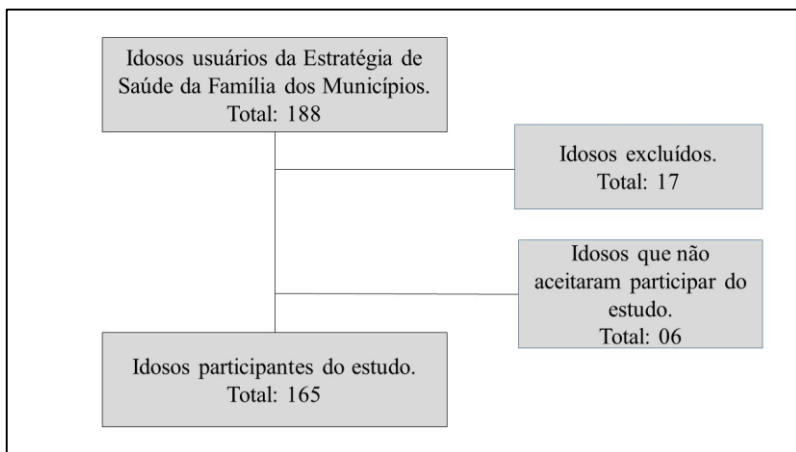 Idosos usuários da Estratégia de
Saúde da Família dos Municípios.
Total: 188
Idosos excluídos.
Total: 17
Idosos que não
aceitaram participar do
estudo.
Total: 06
Idosos participantes do estudo.
Total: 165